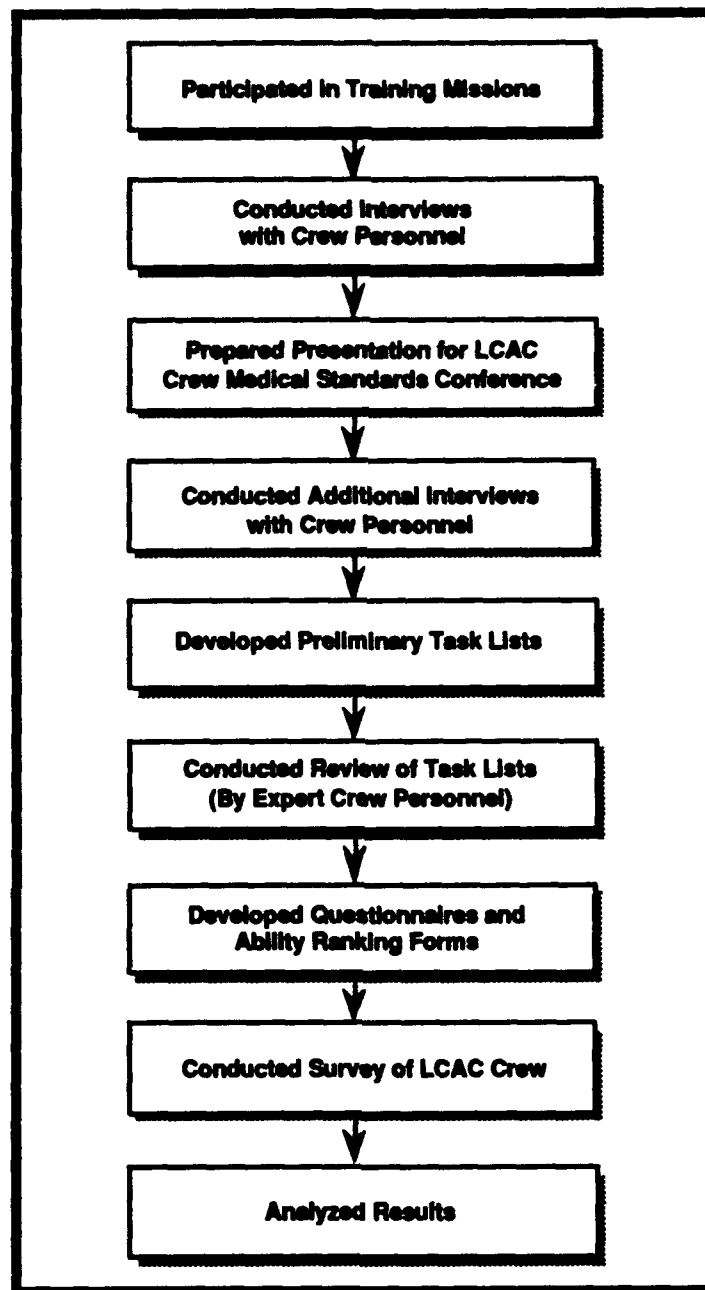 Participated in Training Missions
Conducted Interviews
with Crew Personnel
Prepared Presentation for LCAC
Crew Medical Standards Conference
Conducted Additional Interviews
with Crew Personnel
Developed Preliminary Task Lists
Conducted Review of Task Lists
(By Expert Crew Personnel)
Developed Questionnaires and
Ability Ranking Forms
Conducted Survey of LCAC Crew
Analyzed Results